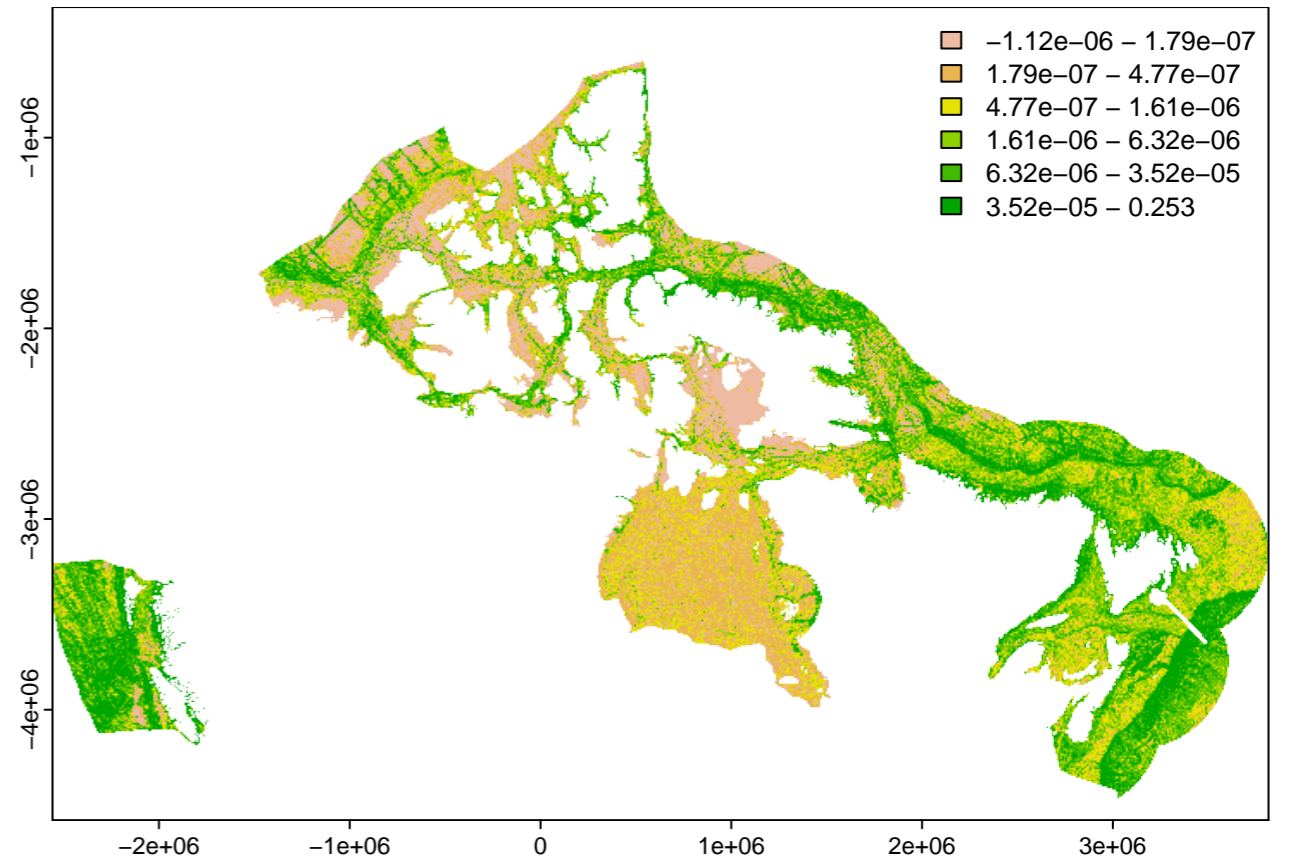 −1.12e−06 − 1.79e−07
1.79e−07 − 4.77e−07
4.77e−07 − 1.61e−06
1.61e−06 − 6.32e−06
6.32e−06 − 3.52e−05
3.52e−05 − 0.253
−1e+06
−2e+06
−3e+06
−4e+06
−2e+06 −1e+06 0 1e+06 2e+06 3e+06